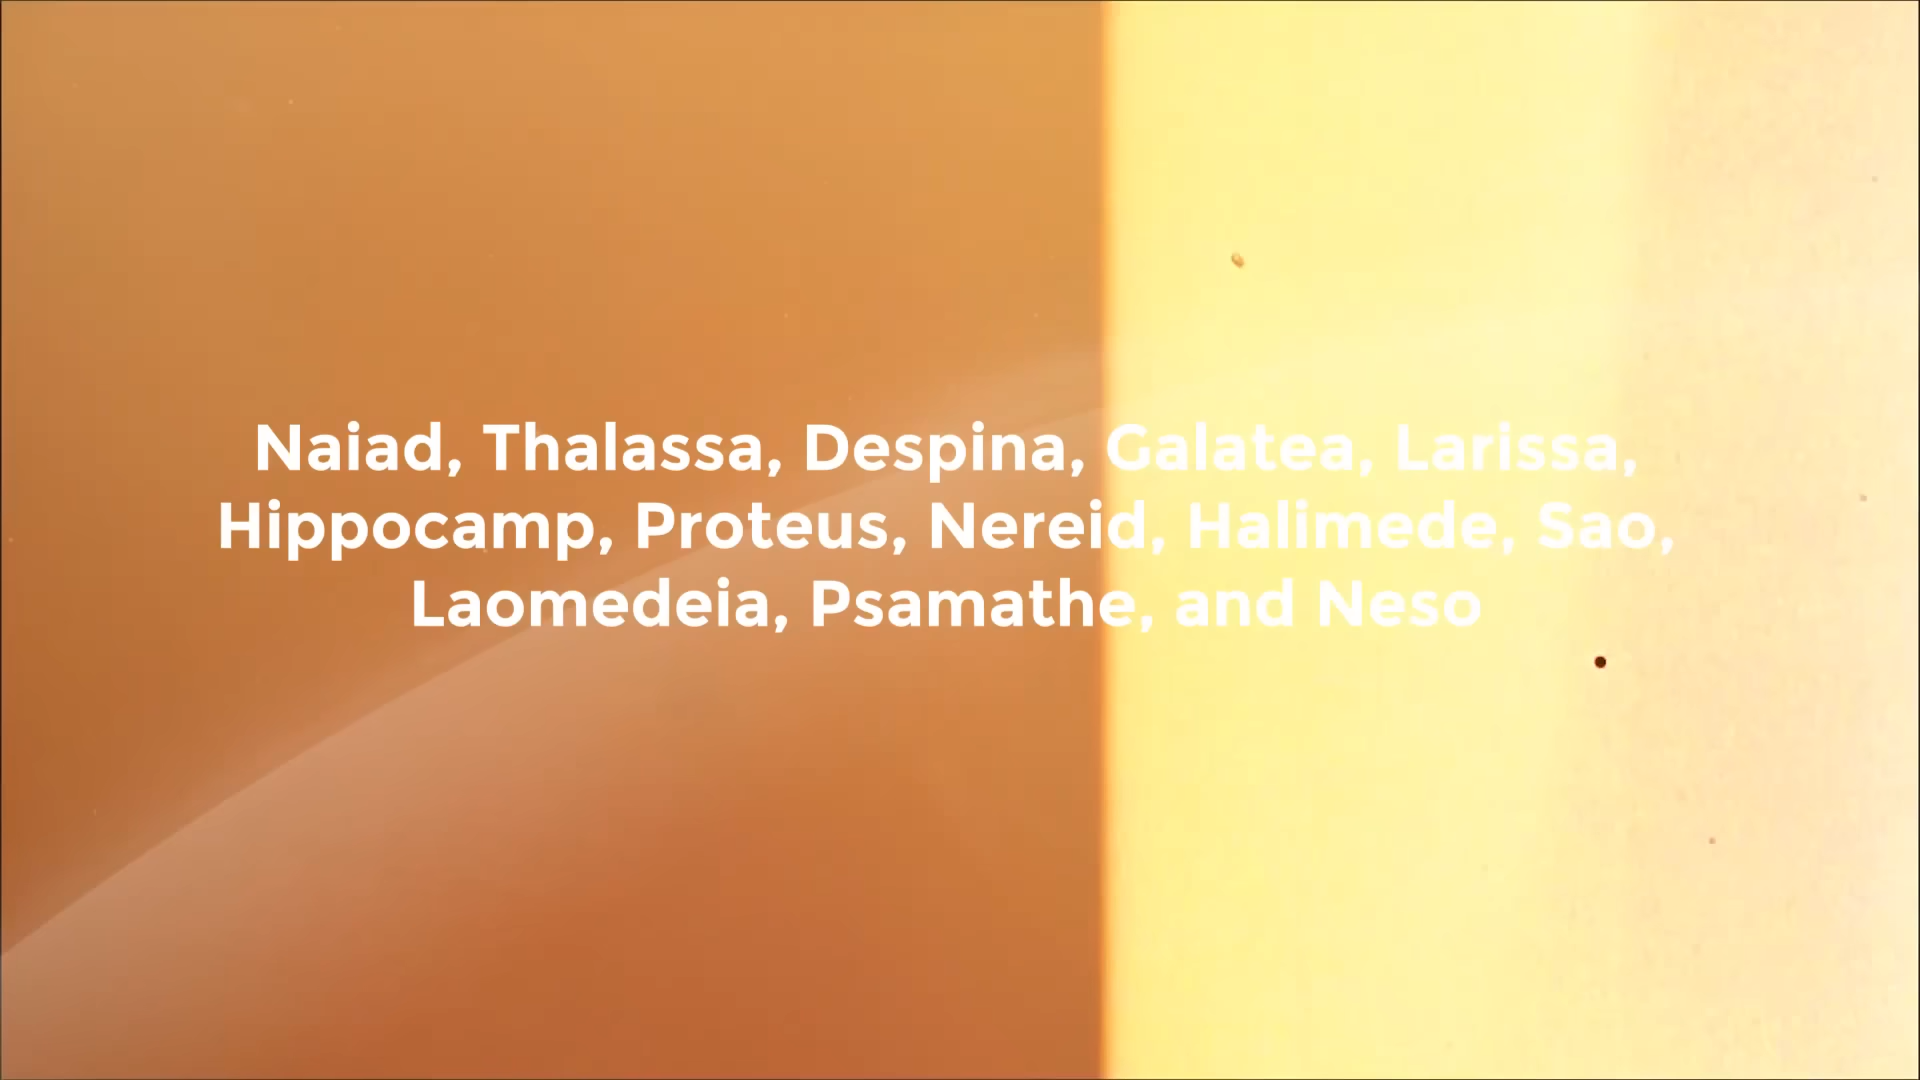 Naiad, Thalassa, Despina, Galatea, Larissa,
Hippocamp, Proteus, Nereid, Halimede, Sao,
Laomedeia, Psamathe, and Neso